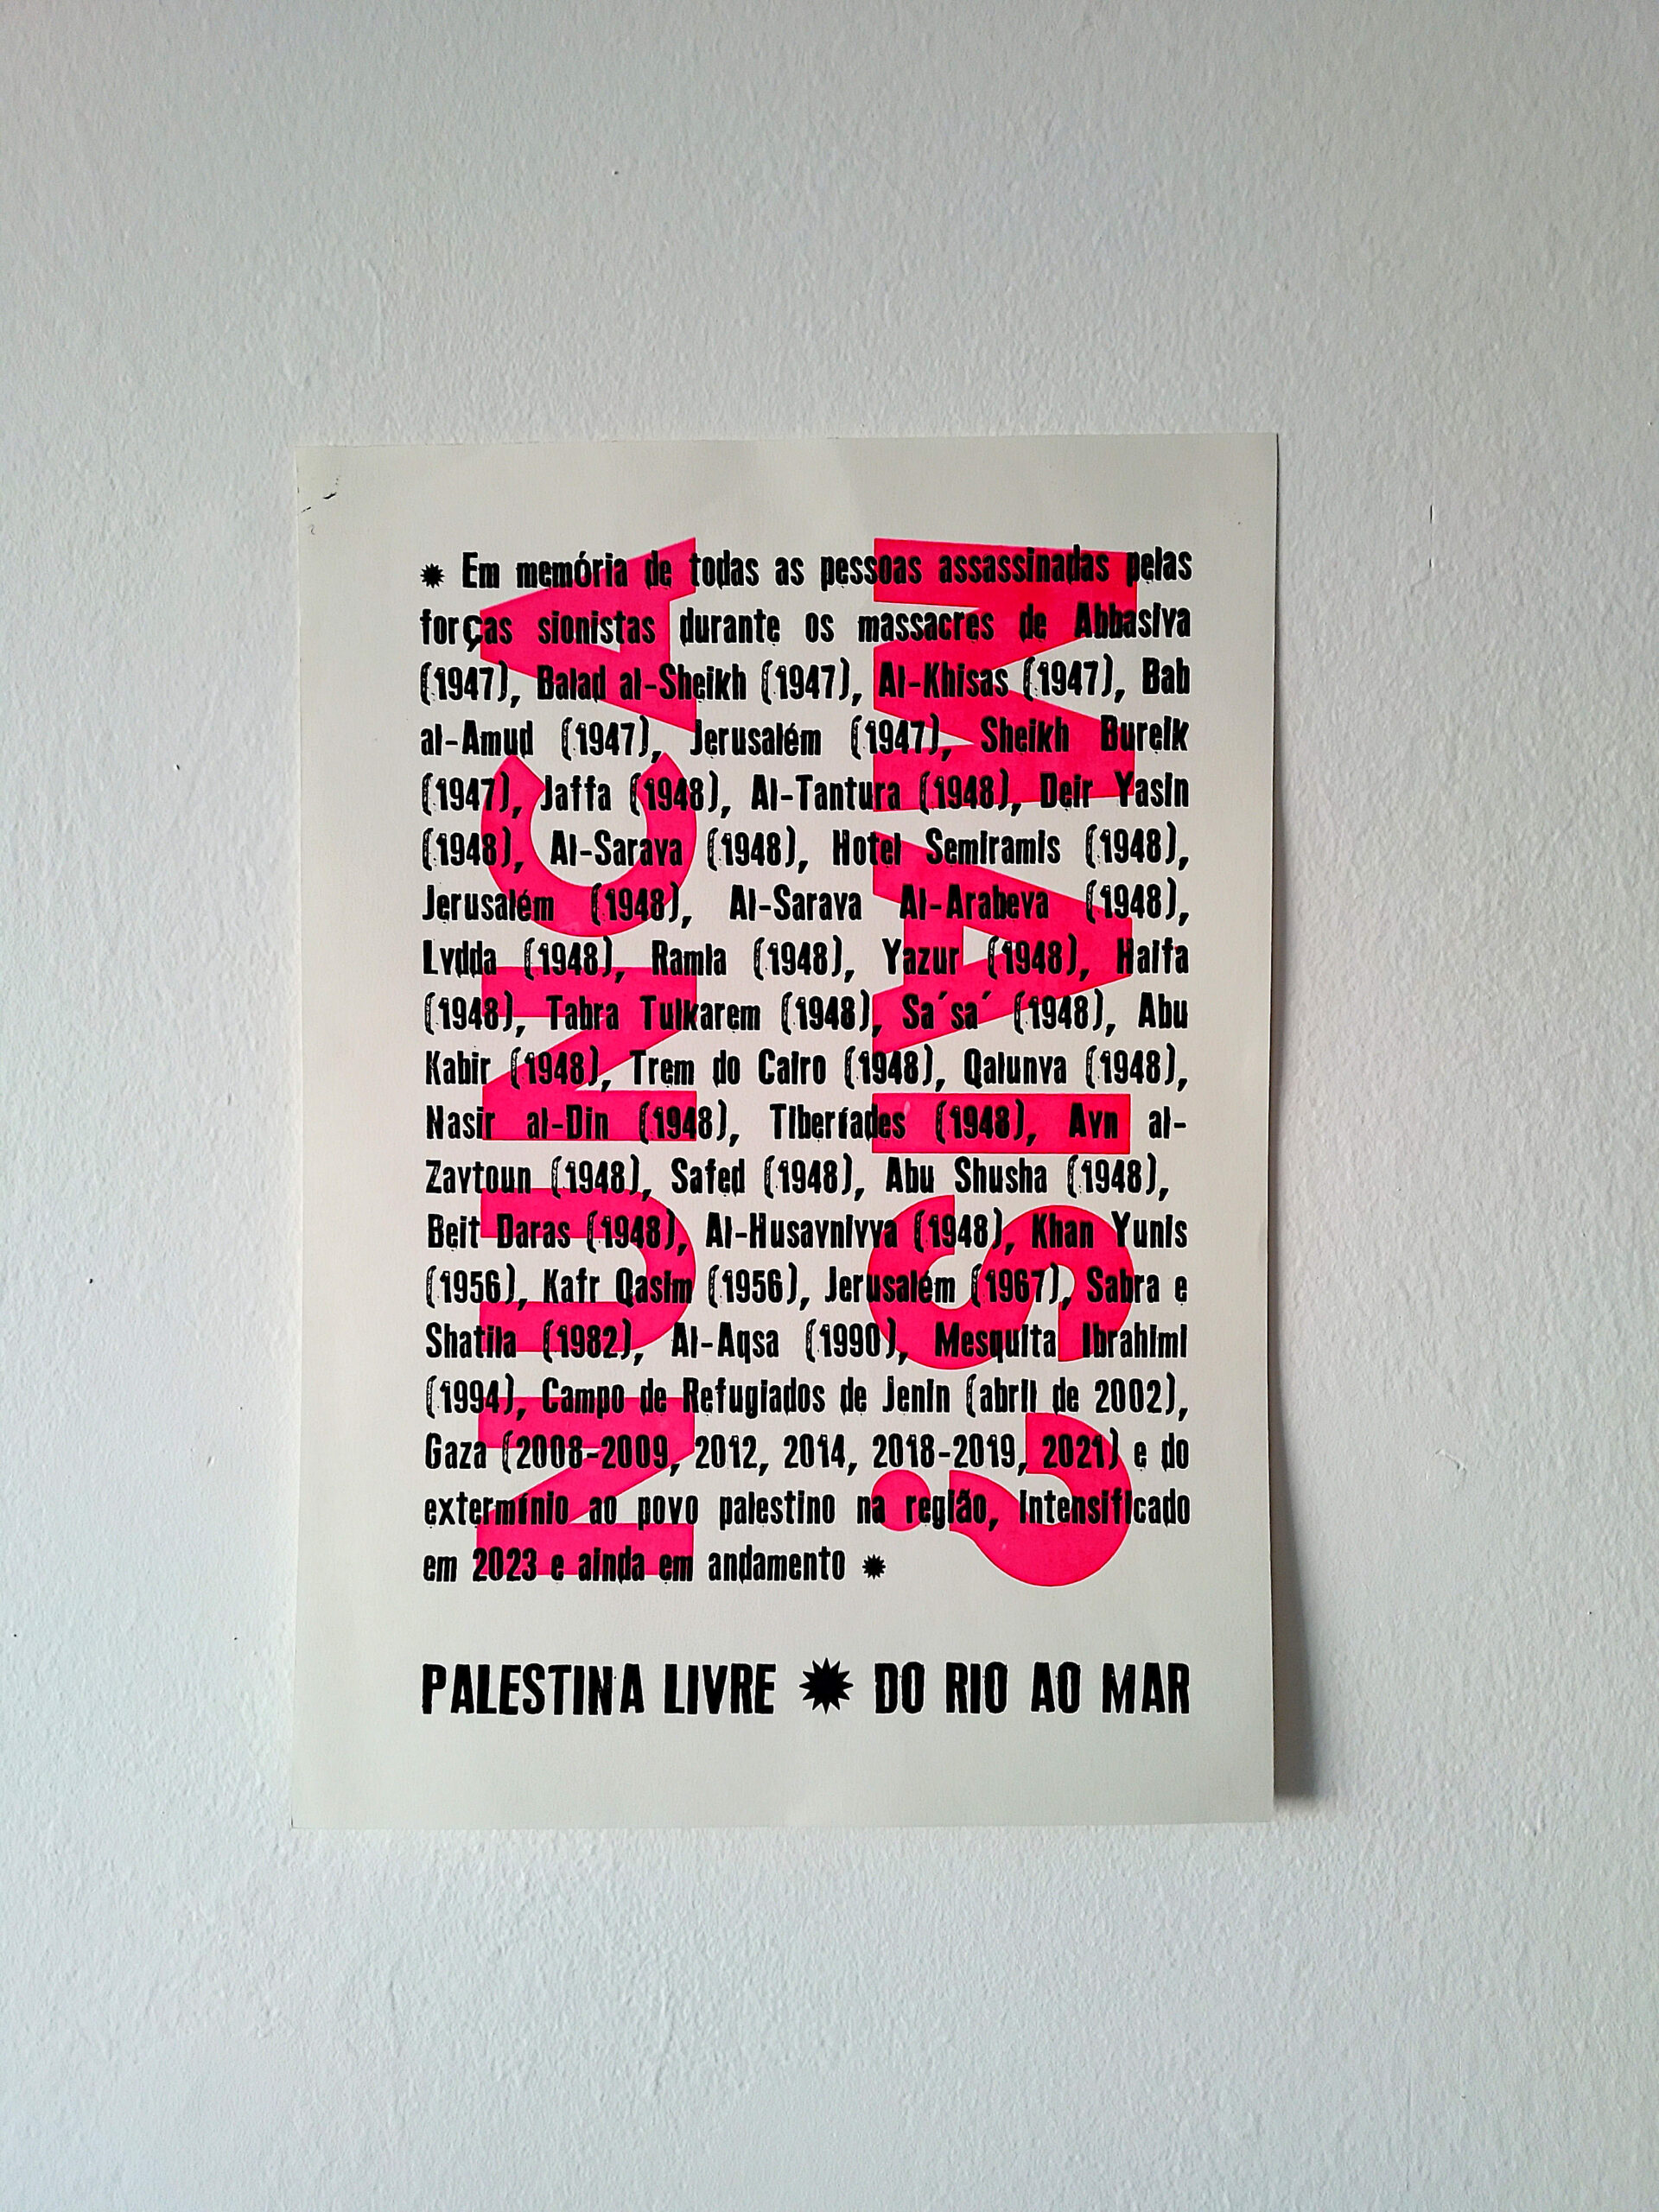 NUNCA
MAIS?
Em memória de todas as pessoas assassinadas pelas
forças sionistas durante os massacres de Abbasiya
(1947), Balad al-Sheikh (1947), Al-Khisas (1947), Bab
al-Amud (1947), Jerusalém (1947), Sheikh Bureik
(1947), Jaffa (1948), Al-Tantura (1948), Deir Yasin
(1948), Al-Saraya (1948), Hotel Semiramis (1948),
Jerusalém (1948), Al-Saraya Al-Arabeya (1948),
Lydda (1948), Ramla (1948), Yazur (1948), Haifa
(1948), Tabra Tulkarem (1948), Sa´sa´ (1948), Abu
Kabir (1948), Trem do Cairo (1948), Qalunya (1948),
Nasir al-Din (1948), Tiberíades (1948), Ayn al-
Zaytoun (1948), Safed (1948), Abu Shusha (1948),
Beit Daras (1948), Al-Husayniyya (1948), Khan Yunis
(1956), Kafr Qasim (1956), Jerusalém (1967), Sabra e
Shatila (1982), Al-Aqsa (1990), Mesquita Ibrahimi
(1994), Campo de Refugiados de Jenin (abril de 2002),
Gaza (2008-2009, 2012, 2014, 2018-2019, 2021) e do
extermínio ao povo palestino na região, intensificado
em 2023 e ainda em andamento
PALESTINA LIVRE ✹ DO RIO AO MAR